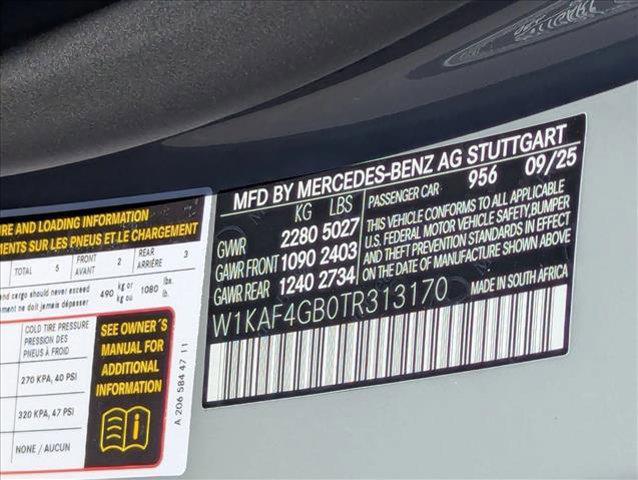 MFD BY MERCEDES-BENZ AG STUTTGART
KG LBS
GVWR 2280 5027
GAWR FRONT 1090 2403
GAWR REAR 1240 2734
PASSENGER CAR 956 09/25
THIS VEHICLE CONFORMS TO ALL APPLICABLE
U.S. FEDERAL MOTOR VEHICLE SAFETY,BUMPER
AND THEFT PREVENTION STANDARDS IN EFFECT
ON THE DATE OF MANUFACTURE SHOWN ABOVE
W1KAF4GB0TR313170
MADE IN SOUTH AFRICA
AND LOADING INFORMATION
SUR LES PNEUS ET LE CHARGEMENT
TOTAL 5 FRONT AVANT 2 REAR ARRIÈRE 3
cargo should never exceed
ne doit jamais dépasser
490 kg or kg ou 1080 lbs. lb.
COLD TIRE PRESSURE
PRESSION DES
PNEUS À FROID
270 KPA, 40 PSI
320 KPA, 47 PSI
NONE / AUCUN
SEE OWNER´S
MANUAL FOR
ADDITIONAL
INFORMATION
A 206 584 47 11